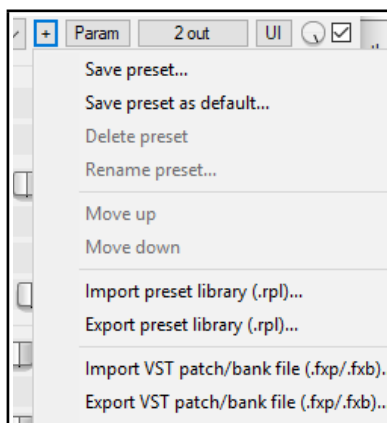 + Param 2 out UI
Save preset...
Save preset as default...
Delete preset
Rename preset...
Move up
Move down
Import preset library (.rpl)...
Export preset library (.rpl)...
Import VST patch/bank file (.fxp/.fxb)..
Export VST patch/bank file (.fxp/.fxb)..